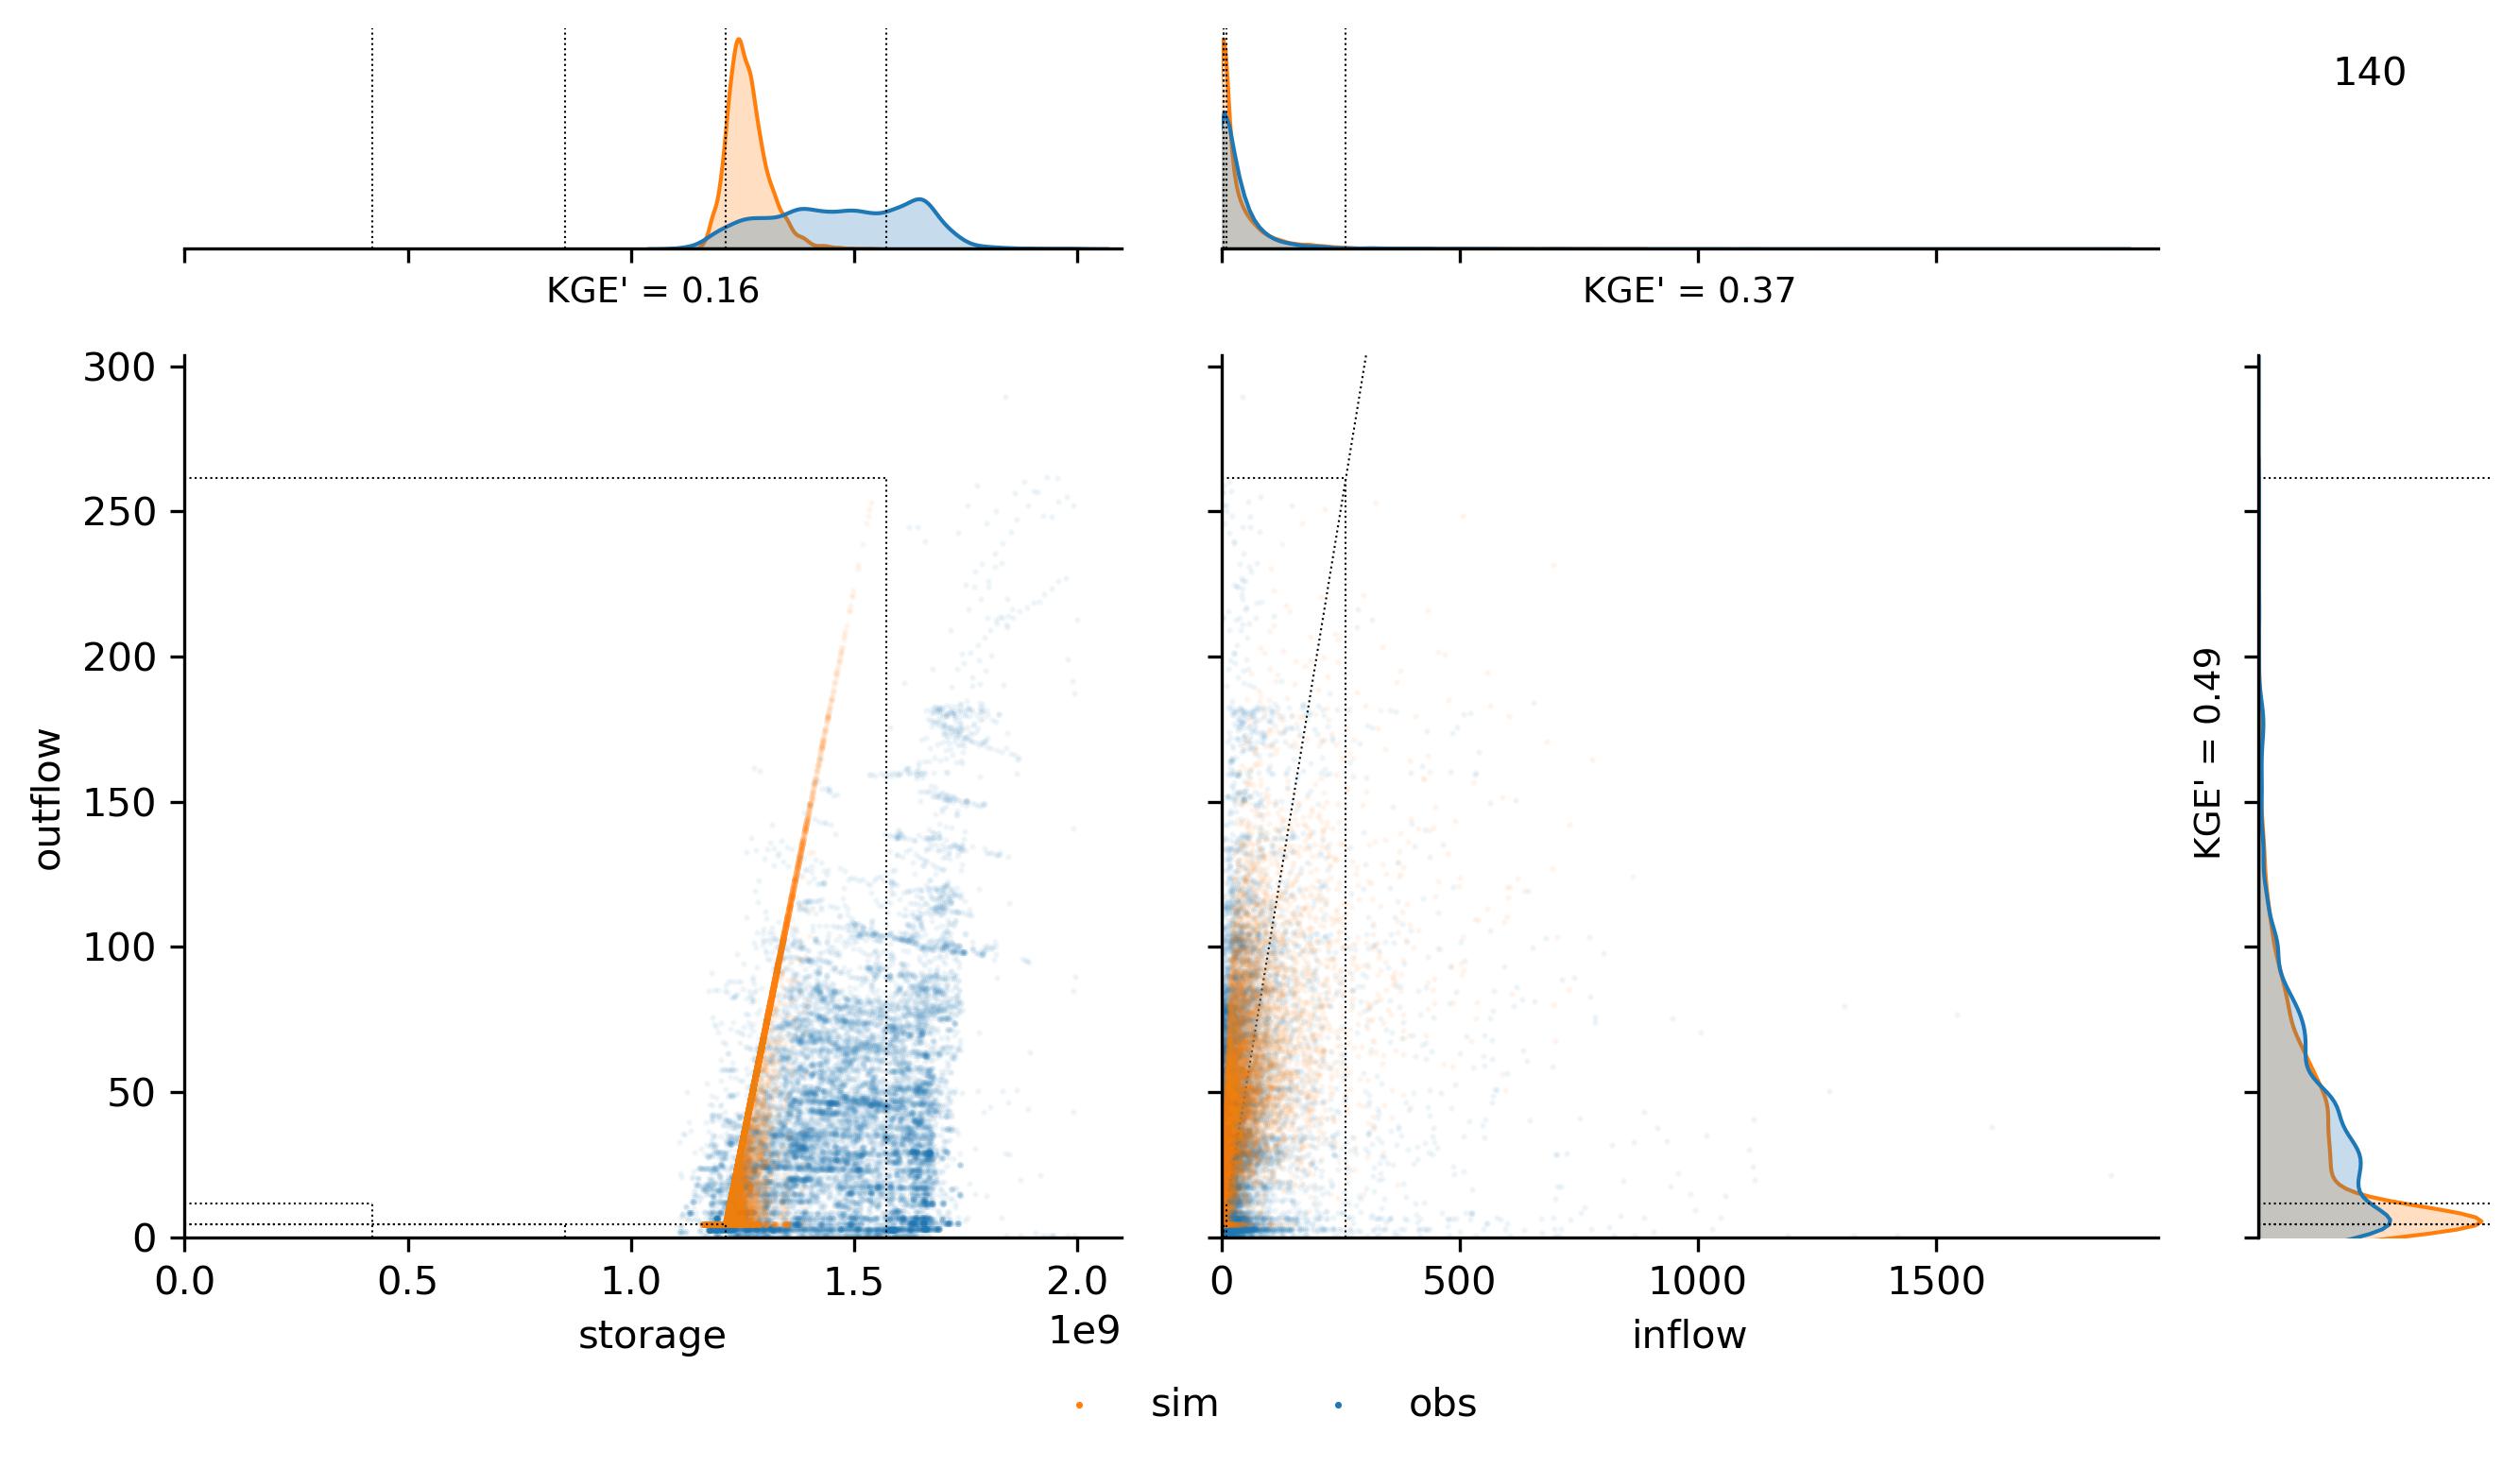 140
KGE' = 0.16
KGE' = 0.37
300
250
200
150
100
50
0
outflow
KGE' = 0.49
0.0 0.5 1.0 1.5 2.0
1e9
storage
0 500 1000 1500
inflow
sim obs